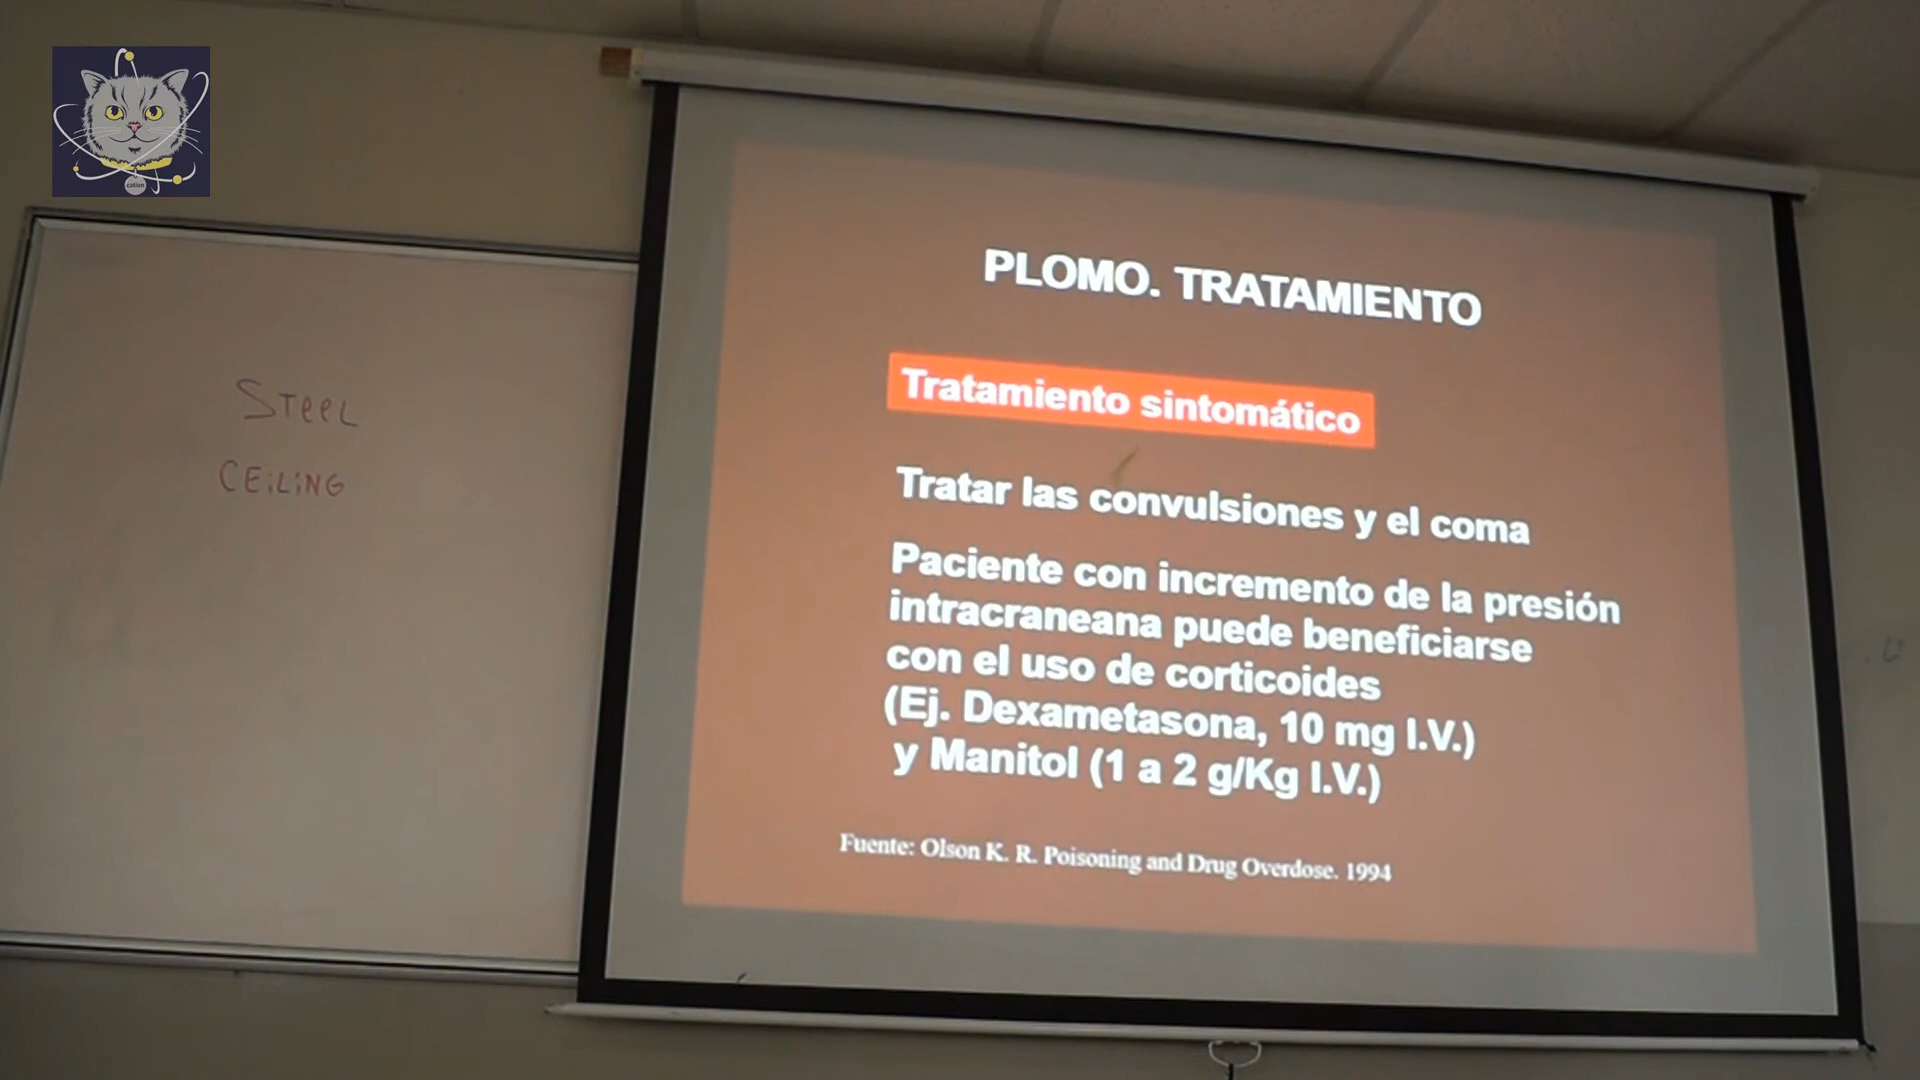 cation
STEEL
CEILING
PLOMO. TRATAMIENTO
Tratamiento sintomático
Tratar las convulsiones y el coma
Paciente con incremento de la presión
intracraneana puede beneficiarse
con el uso de corticoides
(Ej. Dexametasona, 10 mg I.V.)
y Manitol (1 a 2 g/Kg I.V.)
Fuente: Olson K. R. Poisoning and Drug Overdose. 1994